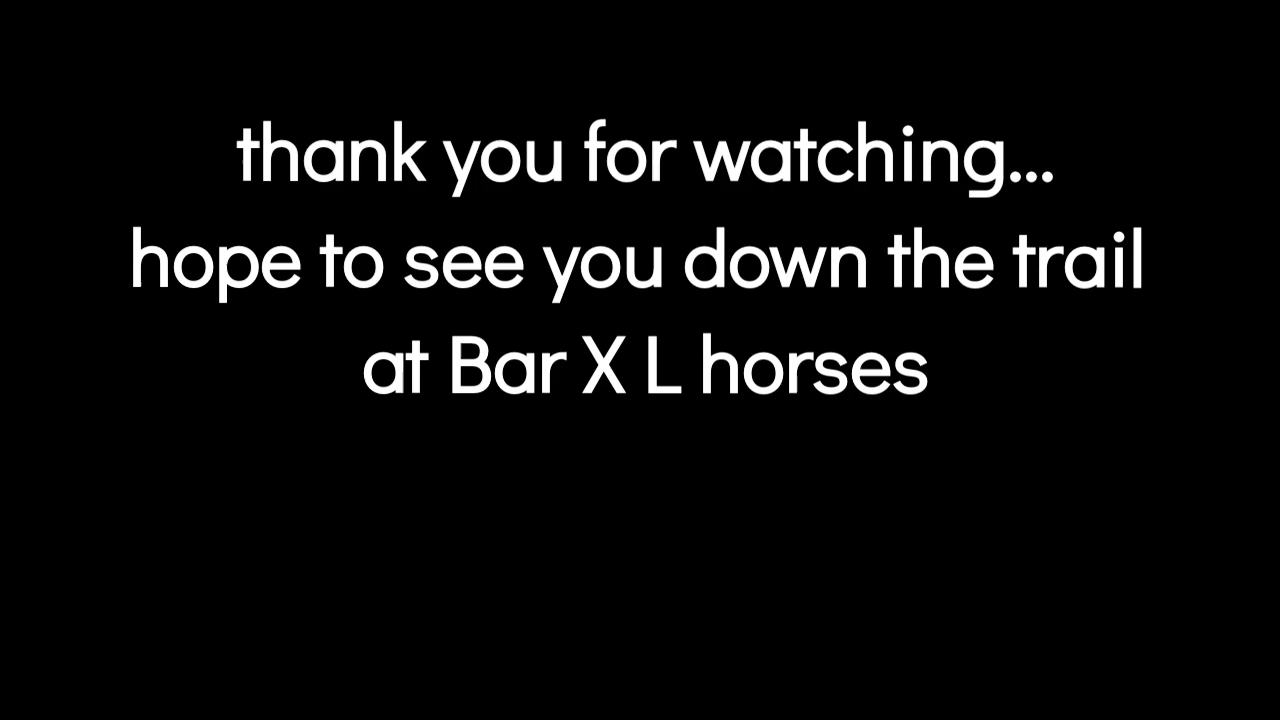 thank you for watching...
hope to see you down the trail
at Bar X L horses